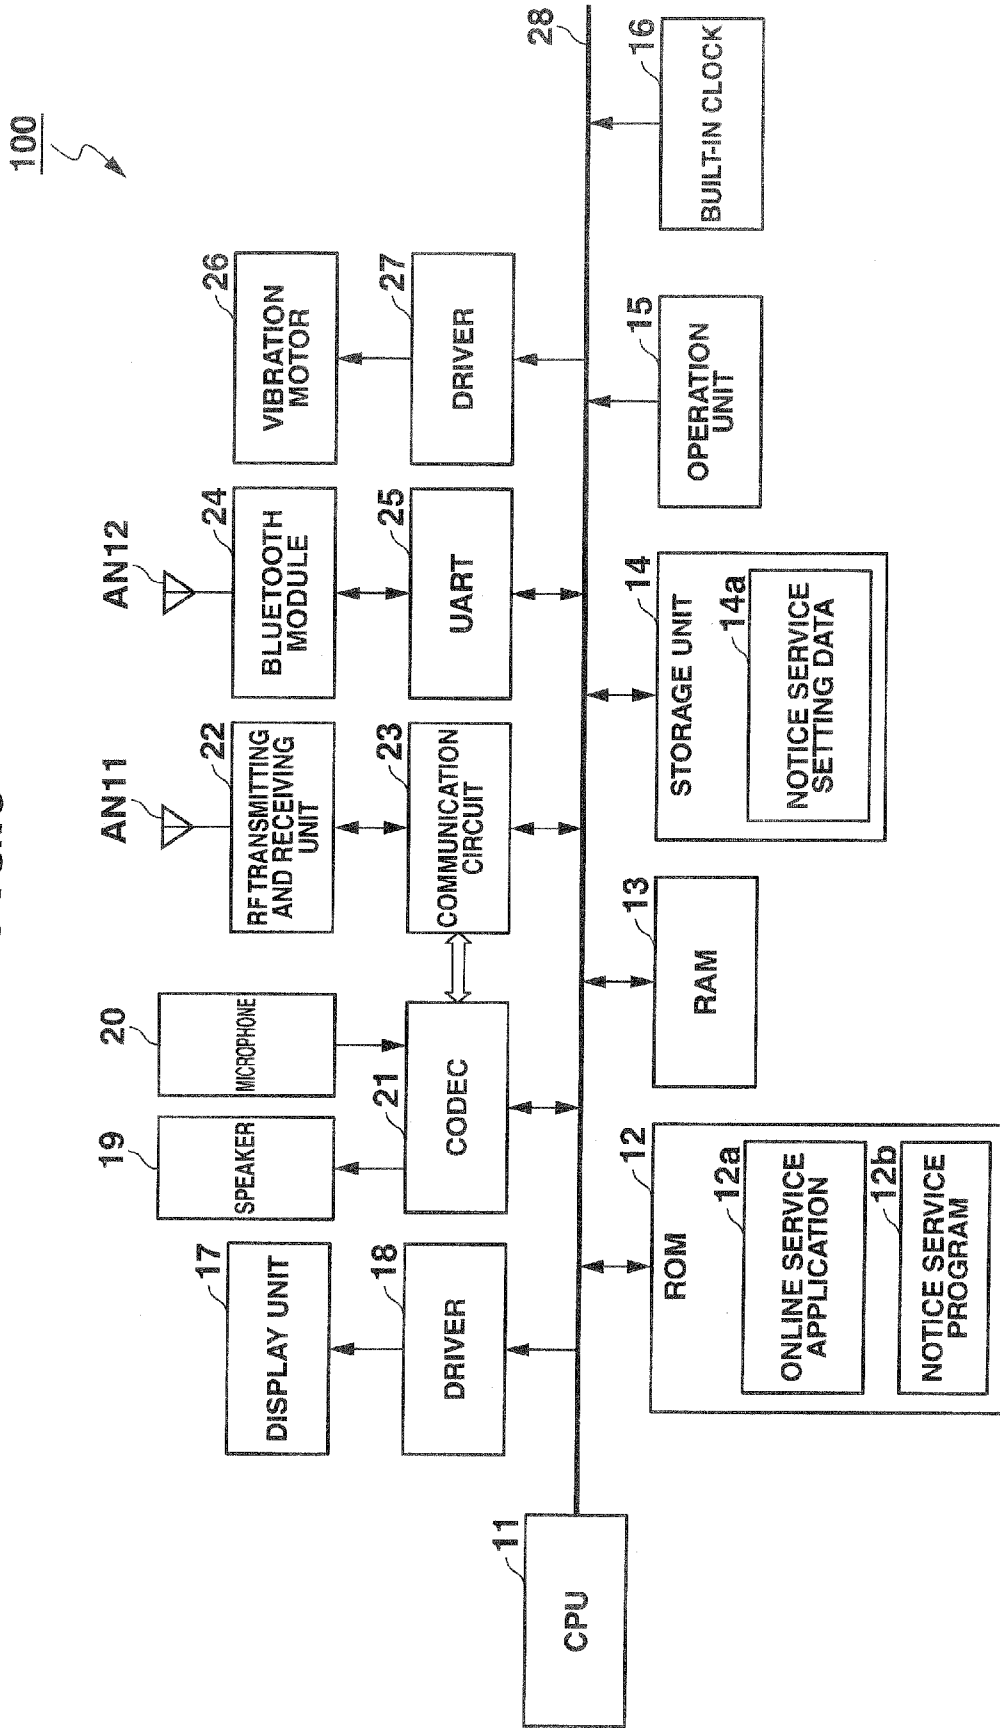 100
AN11
AN12
19
20
17
DISPLAY UNIT
SPEAKER
MICROPHONE
22
RF TRANSMITTING
AND RECEIVING
UNIT
24
BLUETOOTH
MODULE
26
VIBRATION
MOTOR
18
DRIVER
21
CODEC
23
COMMUNICATION
CIRCUIT
25
UART
27
DRIVER
28
11
CPU
12
ROM
12a
ONLINE SERVICE
APPLICATION
12b
NOTICE SERVICE
PROGRAM
13
RAM
14
STORAGE UNIT
14a
NOTICE SERVICE
SETTING DATA
15
OPERATION
UNIT
16
BUILT-IN CLOCK